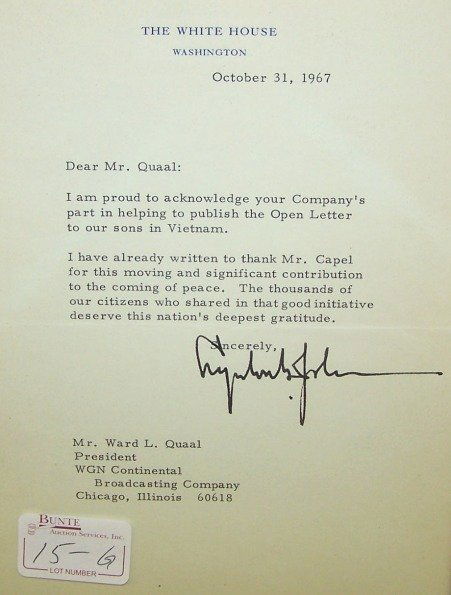 THE WHITE HOUSE
WASHINGTON
October 31, 1967
Dear Mr. Quaal:
I am proud to acknowledge your Company's
part in helping to publish the Open Letter
to our sons in Vietnam.
I have already written to thank Mr. Capel
for this moving and significant contribution
to the coming of peace. The thousands of
our citizens who shared in that good initiative
deserve this nation's deepest gratitude.
Sincerely,
Mr. Ward L. Quaal
President
WGN Continental
Broadcasting Company
Chicago, Illinois 60618
BUNTE
Auction Services, Inc.
15-G
LOT NUMBER